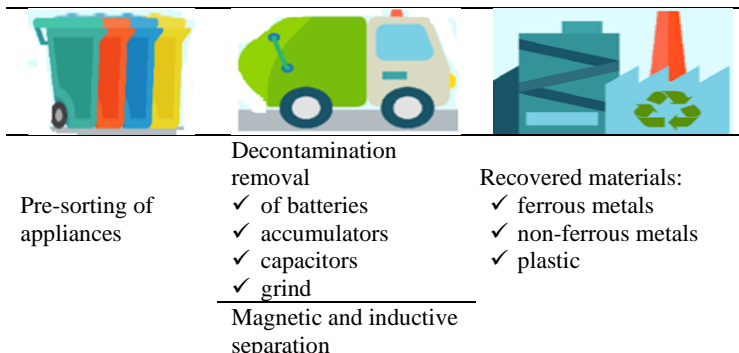 Pre-sorting of
appliances
Decontamination
removal
✓ of batteries
✓ accumulators
✓ capacitors
✓ grind
Magnetic and inductive
separation
Recovered materials:
✓ ferrous metals
✓ non-ferrous metals
✓ plastic